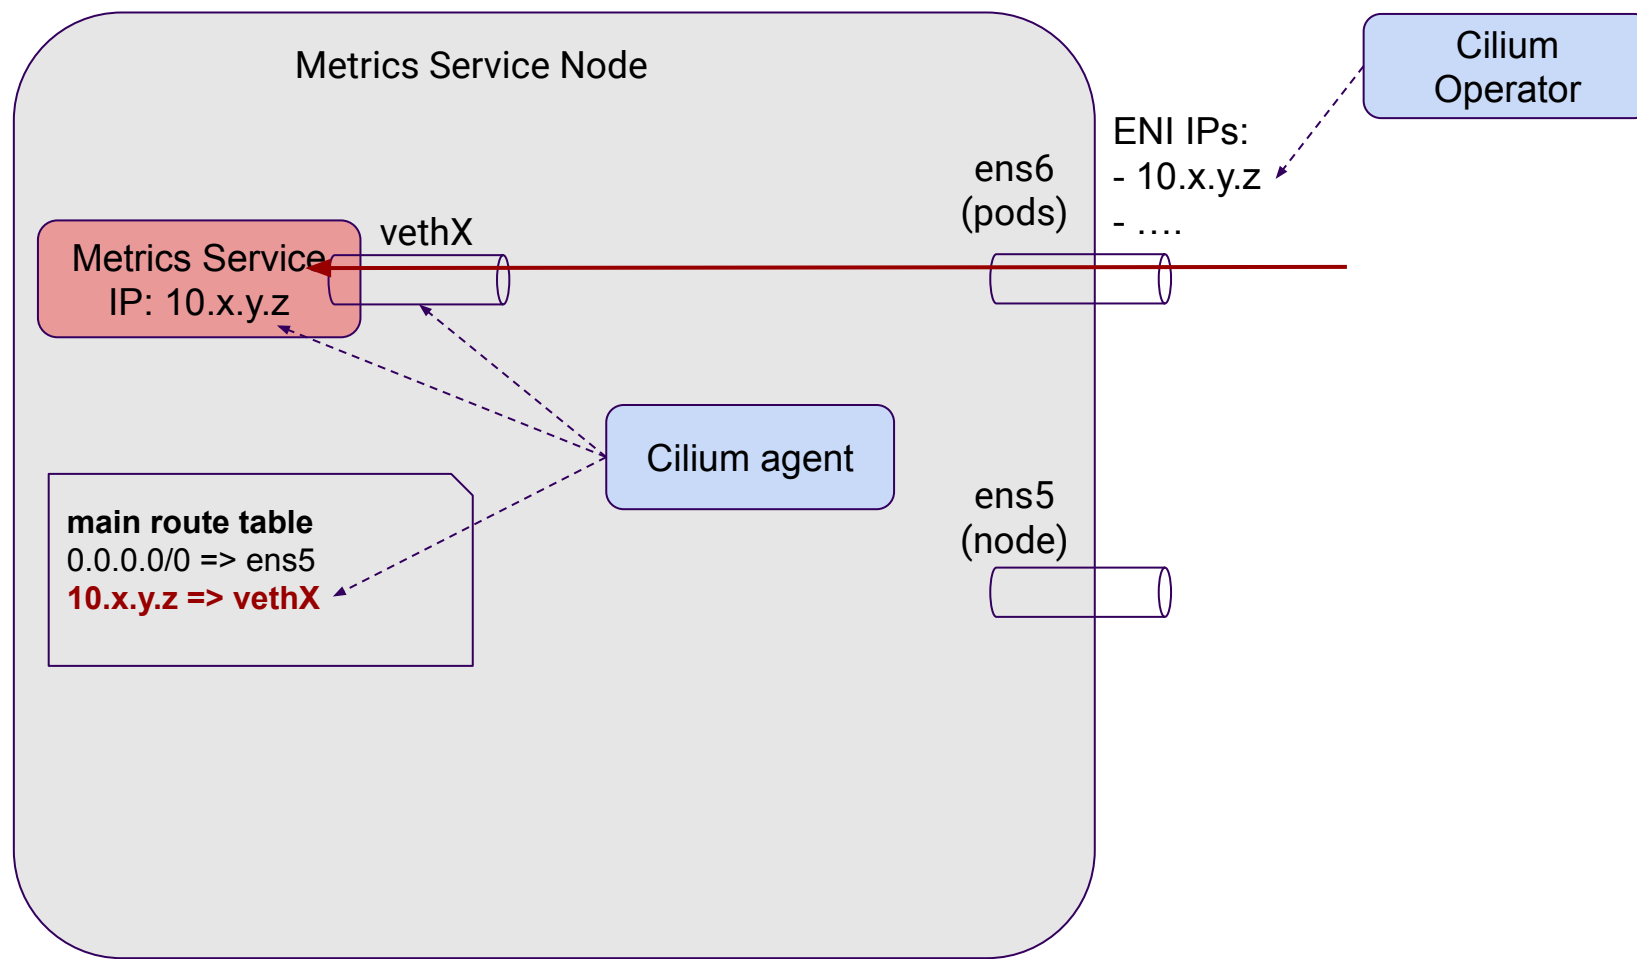 Metrics Service Node
Cilium
Operator
ENI IPs:
- 10.x.y.z
- ....
ens6
(pods)
vethX
Metrics Service
IP: 10.x.y.z
Cilium agent
ens5
(node)
main route table
0.0.0.0/0 => ens5
10.x.y.z => vethX